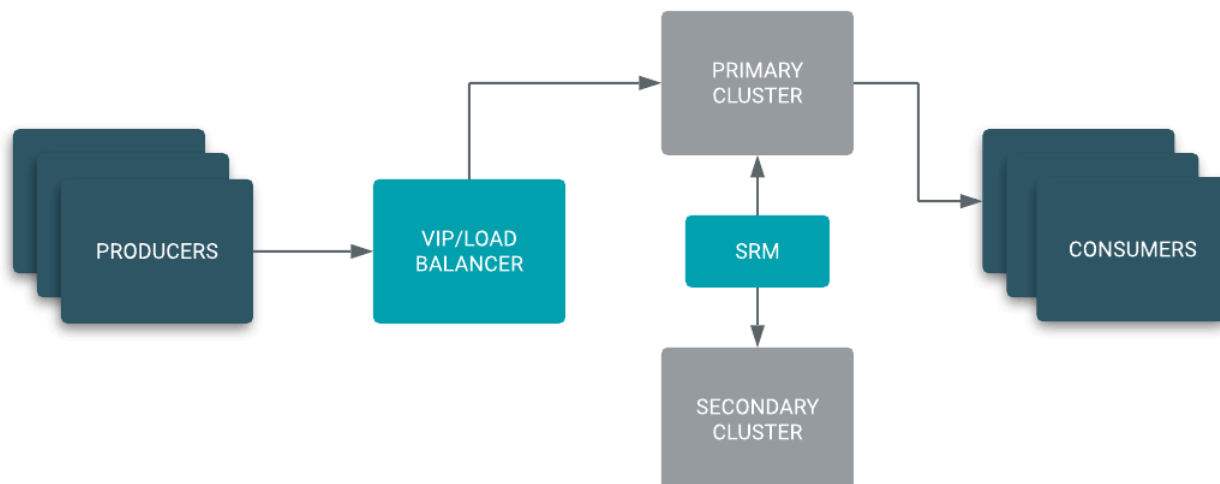 PRIMARY
CLUSTER
PRODUCERS
VIP/LOAD
BALANCER
SRM
CONSUMERS
SECONDARY
CLUSTER